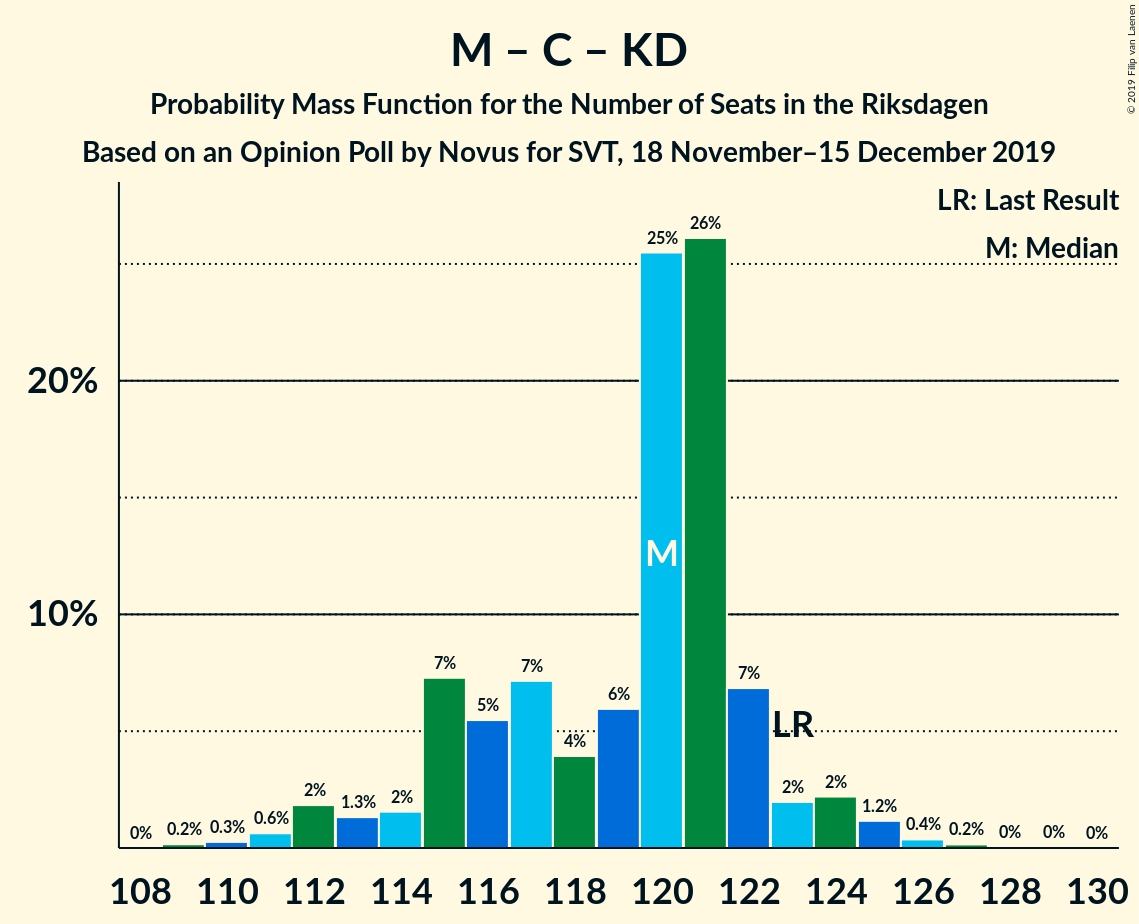 M – C – KD
Probability Mass Function for the Number of Seats in the Riksdagen
Based on an Opinion Poll by Novus for SVT, 18 November–15 December 2019
© 2019 Filip van Laenen
LR: Last Result
M: Median
20%
10%
0%
0.2%
0.3%
0.6%
2%
1.3%
2%
7%
5%
7%
4%
6%
25%
26%
7%
2%
2%
1.2%
0.4%
0.2%
0%
0%
0%
M
LR
108 110 112 114 116 118 120 122 124 126 128 130